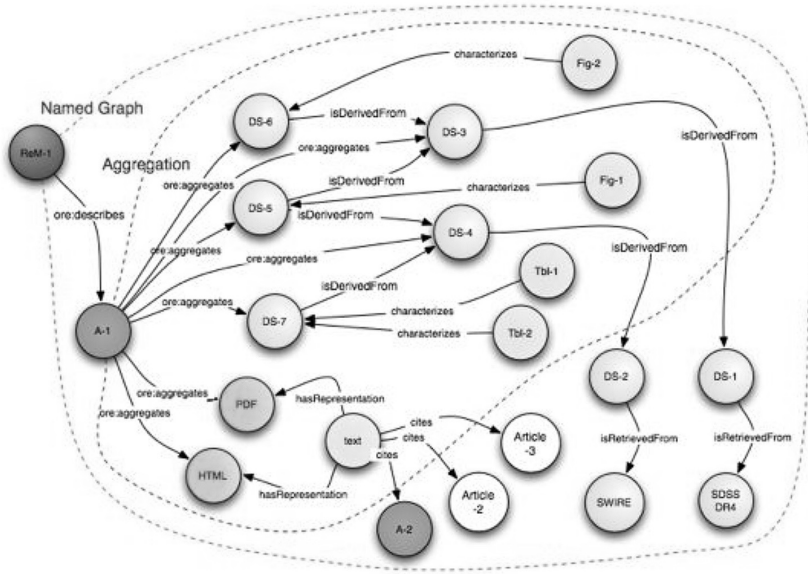 characterizes
Fig-2
Named Graph
DS-6
isDerivedFrom
DS-3
ReM-1
Aggregation
ore:aggregates
isDerivedFrom
ore:aggregates
isDerivedFrom
characterizes
Fig-1
ore:describes
DS-5
isDerivedFrom
DS-4
ore:aggregates
isDerivedFrom
ore:aggregates
Tbl-1
isDerivedFrom
ore:aggregates
characterizes
A-1
DS-7
characterizes
Tbl-2
DS-2
DS-1
ore:aggregates
PDF
hasRepresentation
ore:aggregates
text
cites
cites
cites
Article
-3
isRetrievedFrom
isRetrievedFrom
HTML
hasRepresentation
Article
-2
SWIRE
SDSS
DR4
A-2